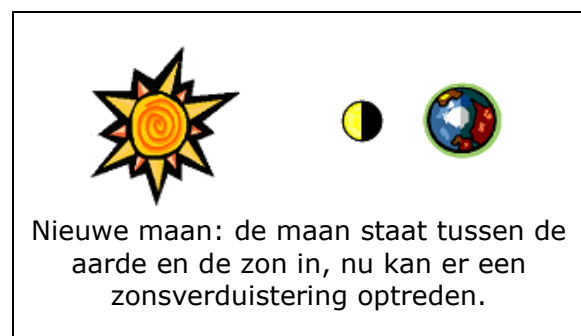 Nieuwe maan: de maan staat tussen de
aarde en de zon in, nu kan er een
zonsverduistering optreden.